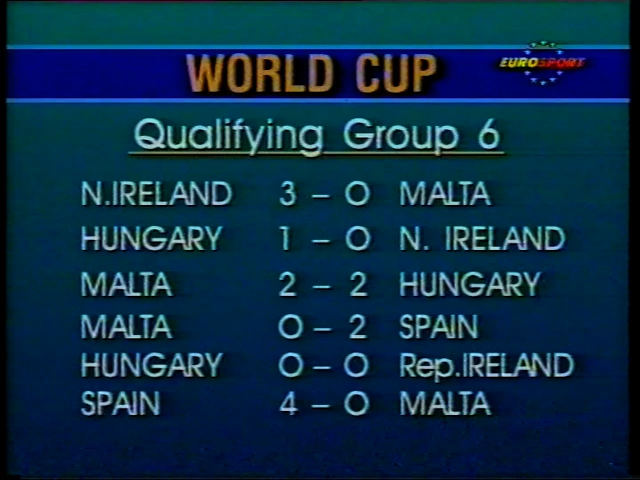 WORLD CUP
EUROSPORT
Qualifying Group 6
N.IRELAND 3 – 0 MALTA
HUNGARY 1 – 0 N. IRELAND
MALTA 2 – 2 HUNGARY
MALTA 0 – 2 SPAIN
HUNGARY 0 – 0 Rep.IRELAND
SPAIN 4 – 0 MALTA